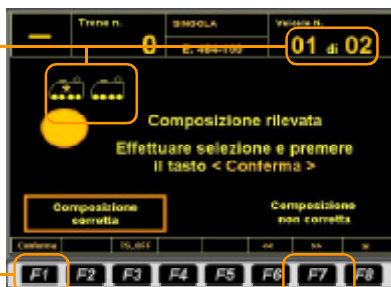 Treno n.
SINGOLA
Veicolo N.
0
E. 464-100
01 di 02
Composizione rilevata
Effettuare selezione e premere
il tasto < Conferma >
Composizione
corretta
Composizione
non corretta
Conferma
TS_OFF
<<
>>
F1
F2
F3
F4
F5
F6
F7
F8